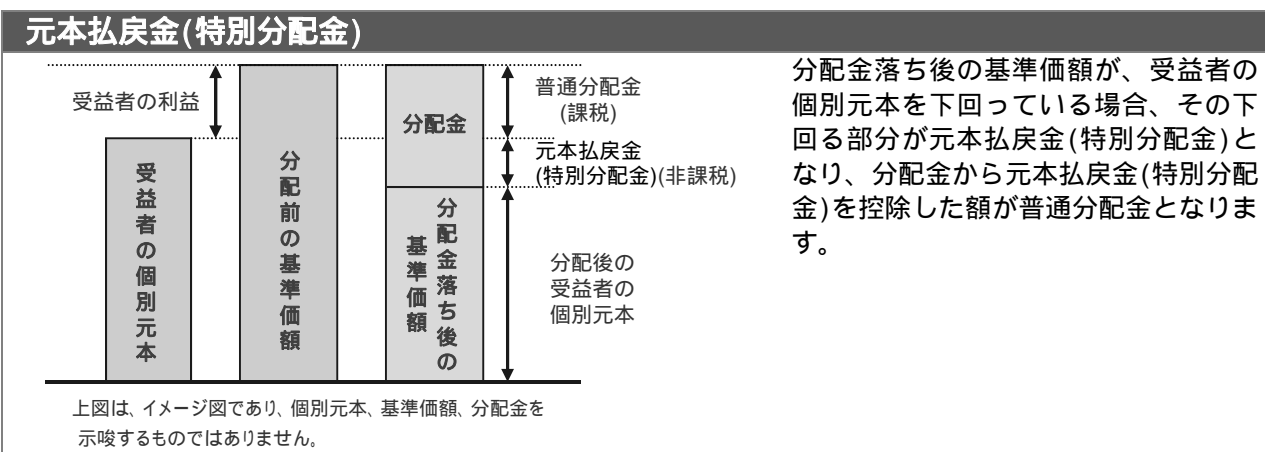 元本払戻金(特別分配金)
受益者の利益
受益者の個別元本
分配前の基準価額
分配金
分配金落ち後の
基準価額
普通分配金
(課税)
元本払戻金
(特別分配金)(非課税)
分配後の
受益者の
個別元本
上図は、イメージ図であり、個別元本、基準価額、分配金を
示唆するものではありません。
分配金落ち後の基準価額が、受益者の
個別元本を下回っている場合、その下
回る部分が元本払戻金(特別分配金)と
なり、分配金から元本払戻金(特別分配
金)を控除した額が普通分配金となりま
す。